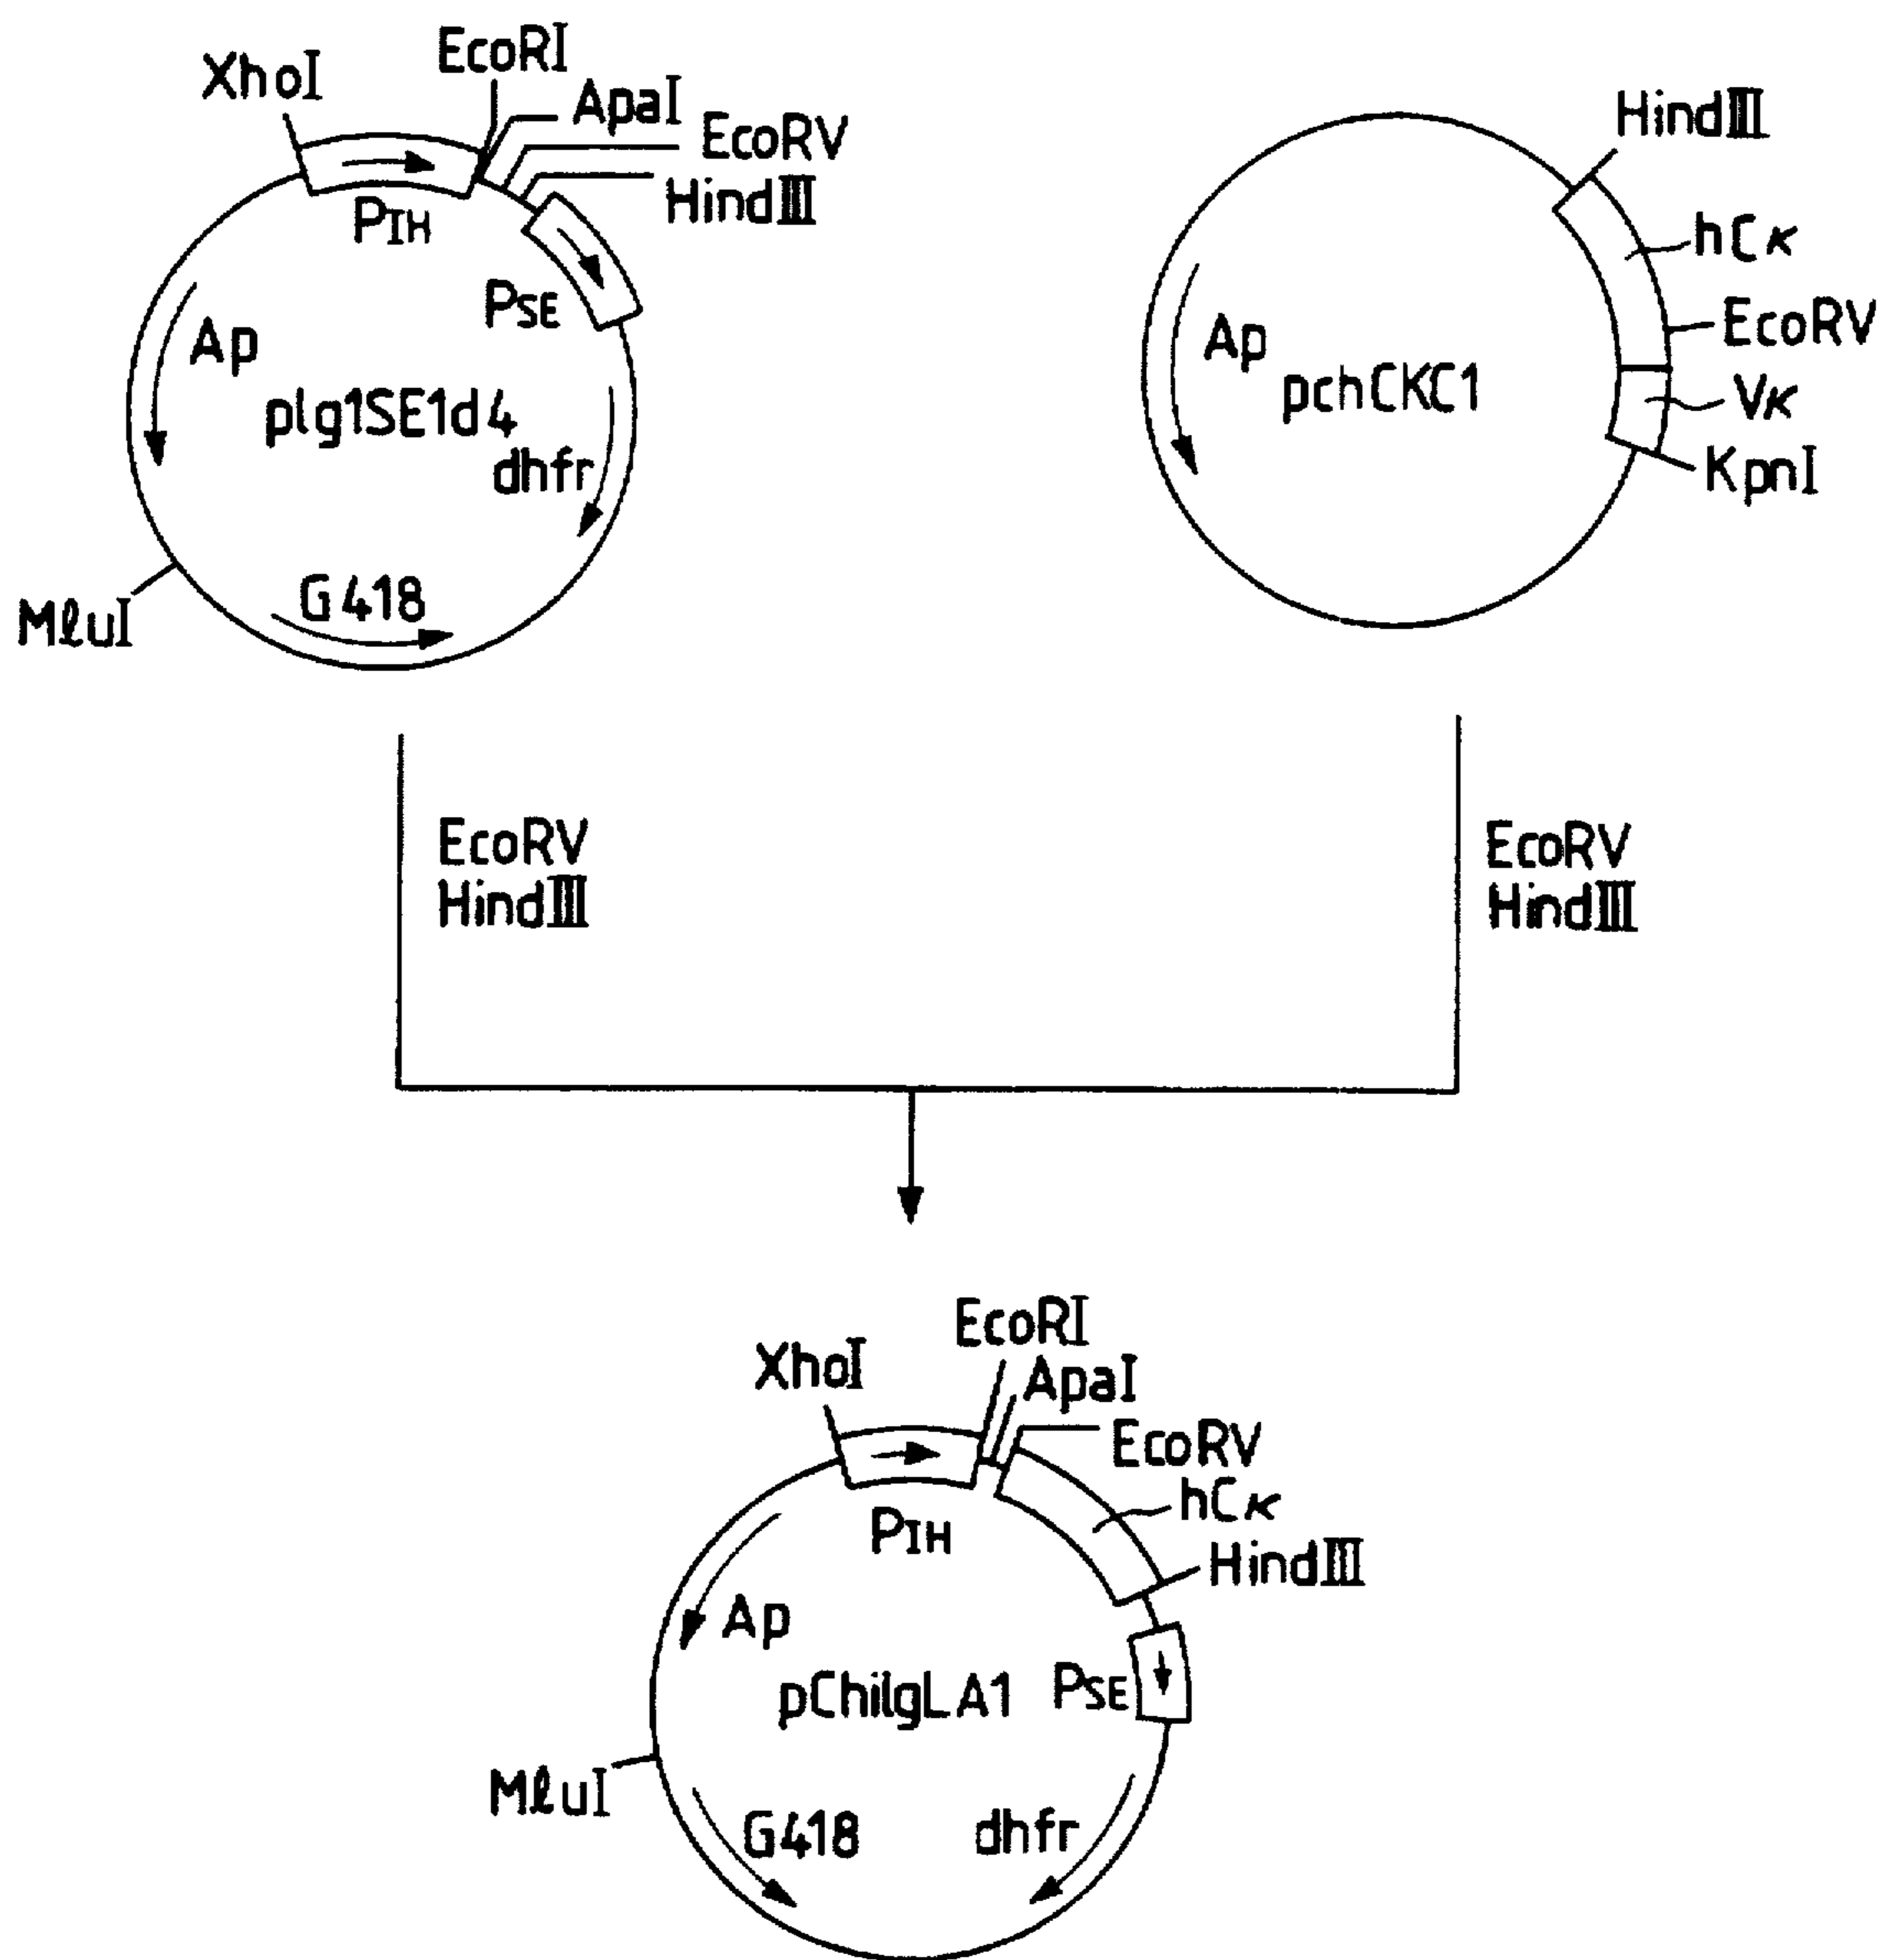 XhoI
EcoRI
ApaI
EcoRV
HindIII
PIH
PSE
Ap
pIg1SE1d4
dhfr
G418
MluI
HindIII
hCκ
EcoRV
Vκ
KpnI
Ap
pchCKC1
EcoRV
HindIII
EcoRV
HindIII
XhoI
EcoRI
ApaI
EcoRV
hCκ
HindIII
PIH
Ap
pChiIgLA1
PSE
MluI
G418
dhfr